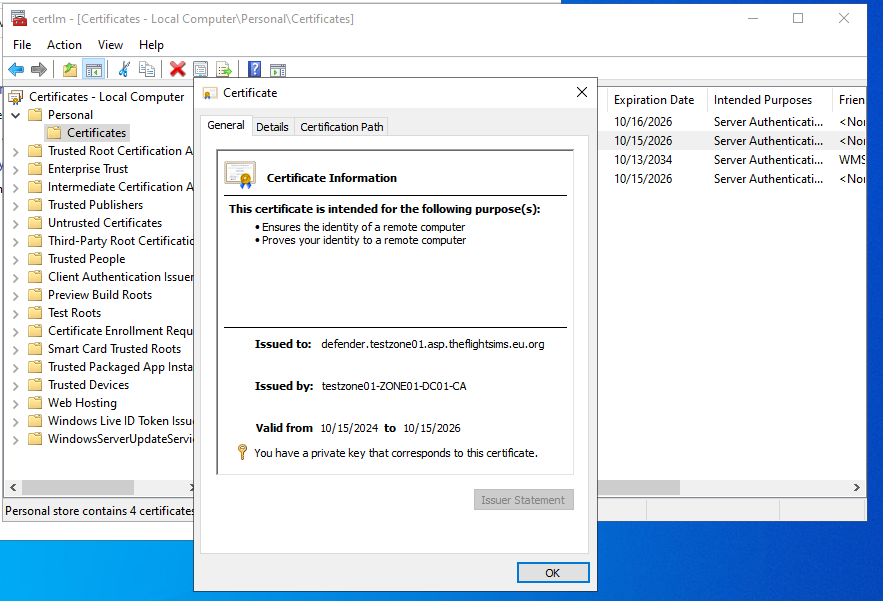 certlm - [Certificates - Local Computer\Personal\Certificates]
File Action View Help
Certificates - Local Computer
Personal
Certificates
Trusted Root Certification A
Enterprise Trust
Intermediate Certification A
Trusted Publishers
Untrusted Certificates
Third-Party Root Certificatic
Trusted People
Client Authentication Issuer
Preview Build Roots
Test Roots
Certificate Enrollment Requ
Smart Card Trusted Roots
Trusted Packaged App Insta
Trusted Devices
Web Hosting
Windows Live ID Token Issu
WindowsServerUpdateServi
Personal store contains 4 certificates
Certificate
General Details Certification Path
Certificate Information
This certificate is intended for the following purpose(s):
• Ensures the identity of a remote computer
• Proves your identity to a remote computer
Issued to: defender.testzone01.asp.theflightsims.eu.org
Issued by: testzone01-ZONE01-DC01-CA
Valid from 10/15/2024 to 10/15/2026
You have a private key that corresponds to this certificate.
Issuer Statement
OK
Expiration Date Intended Purposes Frien
10/16/2026 Server Authenticati... <Noi
10/15/2026 Server Authenticati... <Noi
10/13/2034 Server Authenticati... WMS
10/15/2026 Server Authenticati... <Noi